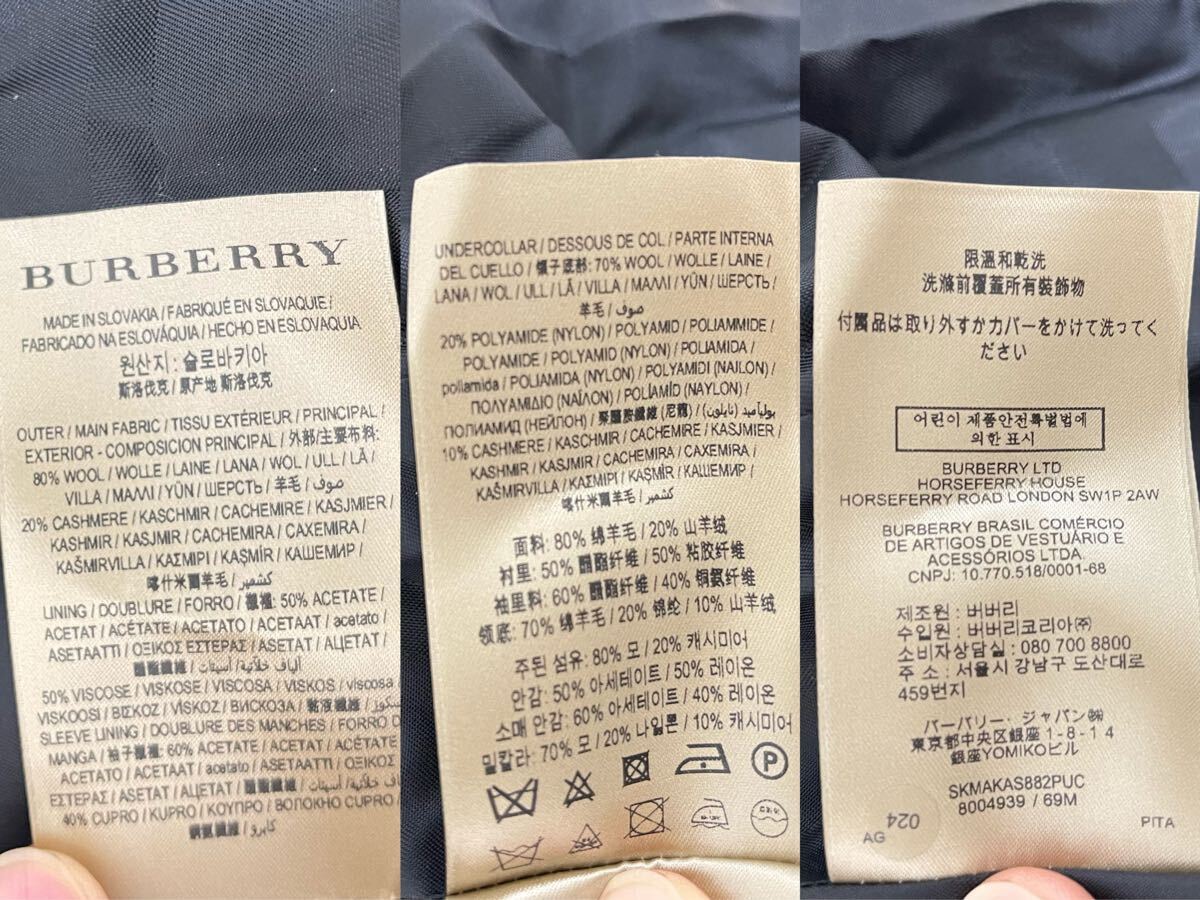 BURBERRY
MADE IN SLOVAKIA / FABRIQUÉ EN SLOVAQUIE /
FABRICADO NA ESLOVÁQUIA / HECHO EN ESLOVAQUIA
원산지 : 슬로바키아
斯洛伐克 / 原产地 斯洛伐克
OUTER / MAIN FABRIC / TISSU EXTÉRIEUR / PRINCIPAL /
EXTERIOR - COMPOSICION PRINCIPAL / 外部/主要布料:
80% WOOL / WOLLE / LAINE / LANA / WOL / ULL / LÃ /
VILLA / ΜΑΛΛΙ / YÜN / ШЕРСТЬ / 羊毛 / صوف /
20% CASHMERE / KASCHMIR / CACHEMIRE / KASJMIER /
KASHMIR / KASJMIR / CACHEMIRA / CAXEMIRA /
KAŠMIRVILLA / ΚΑΣΜΙΡΙ / KAŞMİR / КАШЕМИР /
喀什米爾羊毛 / كشمير
LINING / DOUBLURE / FORRO / 襯裡: 50% ACETATE /
ACETAT / ACÉTATE / ACETATO / ACETAAT / acetato /
ASETAATTI / ΟΞΙΚΟΣ ΕΣΤΕΡΑΣ / ASETAT / АЦЕТАТ /
醋酯纖維 / ألياف خلاتية / أسيتات /
50% VISCOSE / VISKOSE / VISCOSA / VISKOS / viscosa /
VISKOOSI / ΒΙΣΚΟΖ / VİSKOZ / ВИСКОЗА / 黏液纖維 /
SLEEVE LINING / DOUBLURE DES MANCHES / FORRO D
MANGA / 袖子襯裡: 60% ACETATE / ACETAT / ACÉTATE /
ACETATO / ACETAAT / acetato / ASETAATTI / ΟΞΙΚΟΣ
ΕΣΤΕΡΑΣ / ASETAT / АЦЕТАТ / 醋酯纖維 / ألياف خلاتية / أسيتات
40% CUPRO / KUPRO / ΚΟΥΠΡΟ / ВОЛОКНО CUPRO /
銅氨纖維 / كابرو /
UNDERCOLLAR / DESSOUS DE COL / PARTE INTERNA
DEL CUELLO / 領子底部: 70% WOOL / WOLLE / LAINE /
LANA / WOL / ULL / LÃ / VILLA / ΜΑΛΛΙ / YÜN / ШЕРСТЬ /
羊毛 / صوف /
20% POLYAMIDE (NYLON) / POLYAMID / POLIAMMIDE /
POLYAMIDE / POLYAMID (NYLON) / POLIAMIDA /
poliamida / POLIAMIDA (NYLON) / POLYAMIDI (NAILON) /
ΠΟΛΥΑΜΙΔΙΟ (ΝΑΪΛΟΝ) / POLİAMİD (NAYLON) /
ПОЛИАМИД (НЕЙЛОН) / 聚醯胺纖維 (尼龍) / بوليأميد (نايلون) /
10% CASHMERE / KASCHMIR / CACHEMIRE / KASJMIER /
KASHMIR / KASJMIR / CACHEMIRA / CAXEMIRA /
KAŠMIRVILLA / ΚΑΣΜΙΡΙ / KAŞMİR / КАШЕМИР /
喀什米爾羊毛 / كشمير
面料: 80% 绵羊毛 / 20% 山羊绒
衬里: 50% 醋酯纤维 / 50% 粘胶纤维
袖里料: 60% 醋酯纤维 / 40% 铜氨纤维
领底: 70% 绵羊毛 / 20% 锦纶 / 10% 山羊绒
주된 섬유: 80% 모 / 20% 캐시미어
안감: 50% 아세테이트 / 50% 레이온
소매 안감: 60% 아세테이트 / 40% 레이온
밑칼라: 70% 모 / 20% 나일론 / 10% 캐시미어
P
限溫和乾洗
洗滌前覆蓋所有裝飾物
付属品は取り外すかカバーをかけて洗ってく
ださい
어린이 제품안전특별법에
의한 표시
BURBERRY LTD
HORSEFERRY HOUSE
HORSEFERRY ROAD LONDON SW1P 2AW
BURBERRY BRASIL COMÉRCIO
DE ARTIGOS DE VESTUÁRIO E
ACESSÓRIOS LTDA.
CNPJ: 10.770.518/0001-68
제조원 : 버버리
수입원 : 버버리코리아㈜
소비자상담실 : 080 700 8800
주 소 : 서울시 강남구 도산대로
459번지
バーバリー・ジャパン㈱
東京都中央区銀座1-8-14
銀座YOMIKOビル
SKMAKAS882PUC
8004939 / 69M
024
AG
PITA